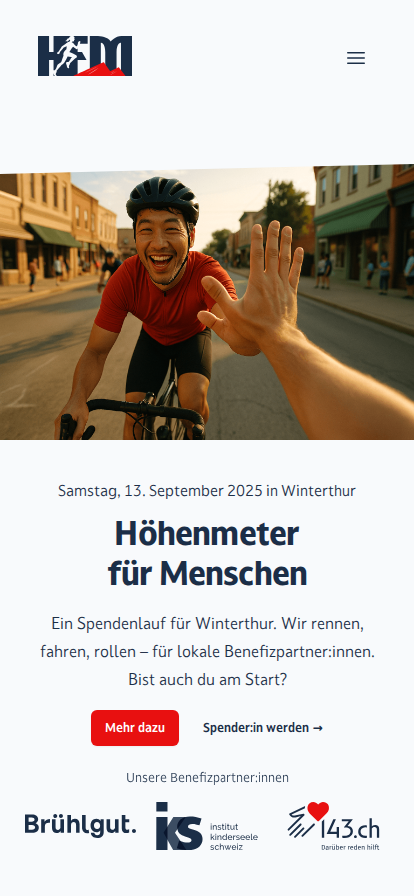 HFM
Samstag, 13. September 2025 in Winterthur
Höhenmeter
für Menschen
Ein Spendenlauf für Winterthur. Wir rennen,
fahren, rollen – für lokale Benefizpartner:innen.
Bist auch du am Start?
Mehr dazu
Spender:in werden →
Unsere Benefizpartner:innen
Brühlgut.
iks
institut
kinderseele
schweiz
143.ch
Darüber reden hilft